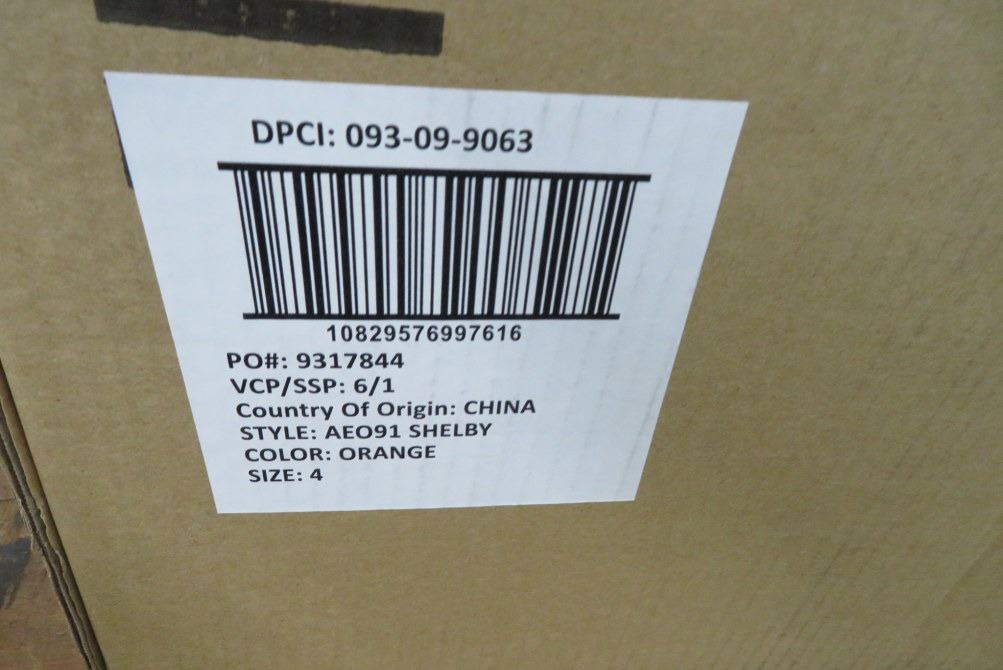 DPCI: 093-09-9063
10829576997616
PO#: 9317844
VCP/SSP: 6/1
Country Of Origin: CHINA
STYLE: AEO91 SHELBY
COLOR: ORANGE
SIZE: 4